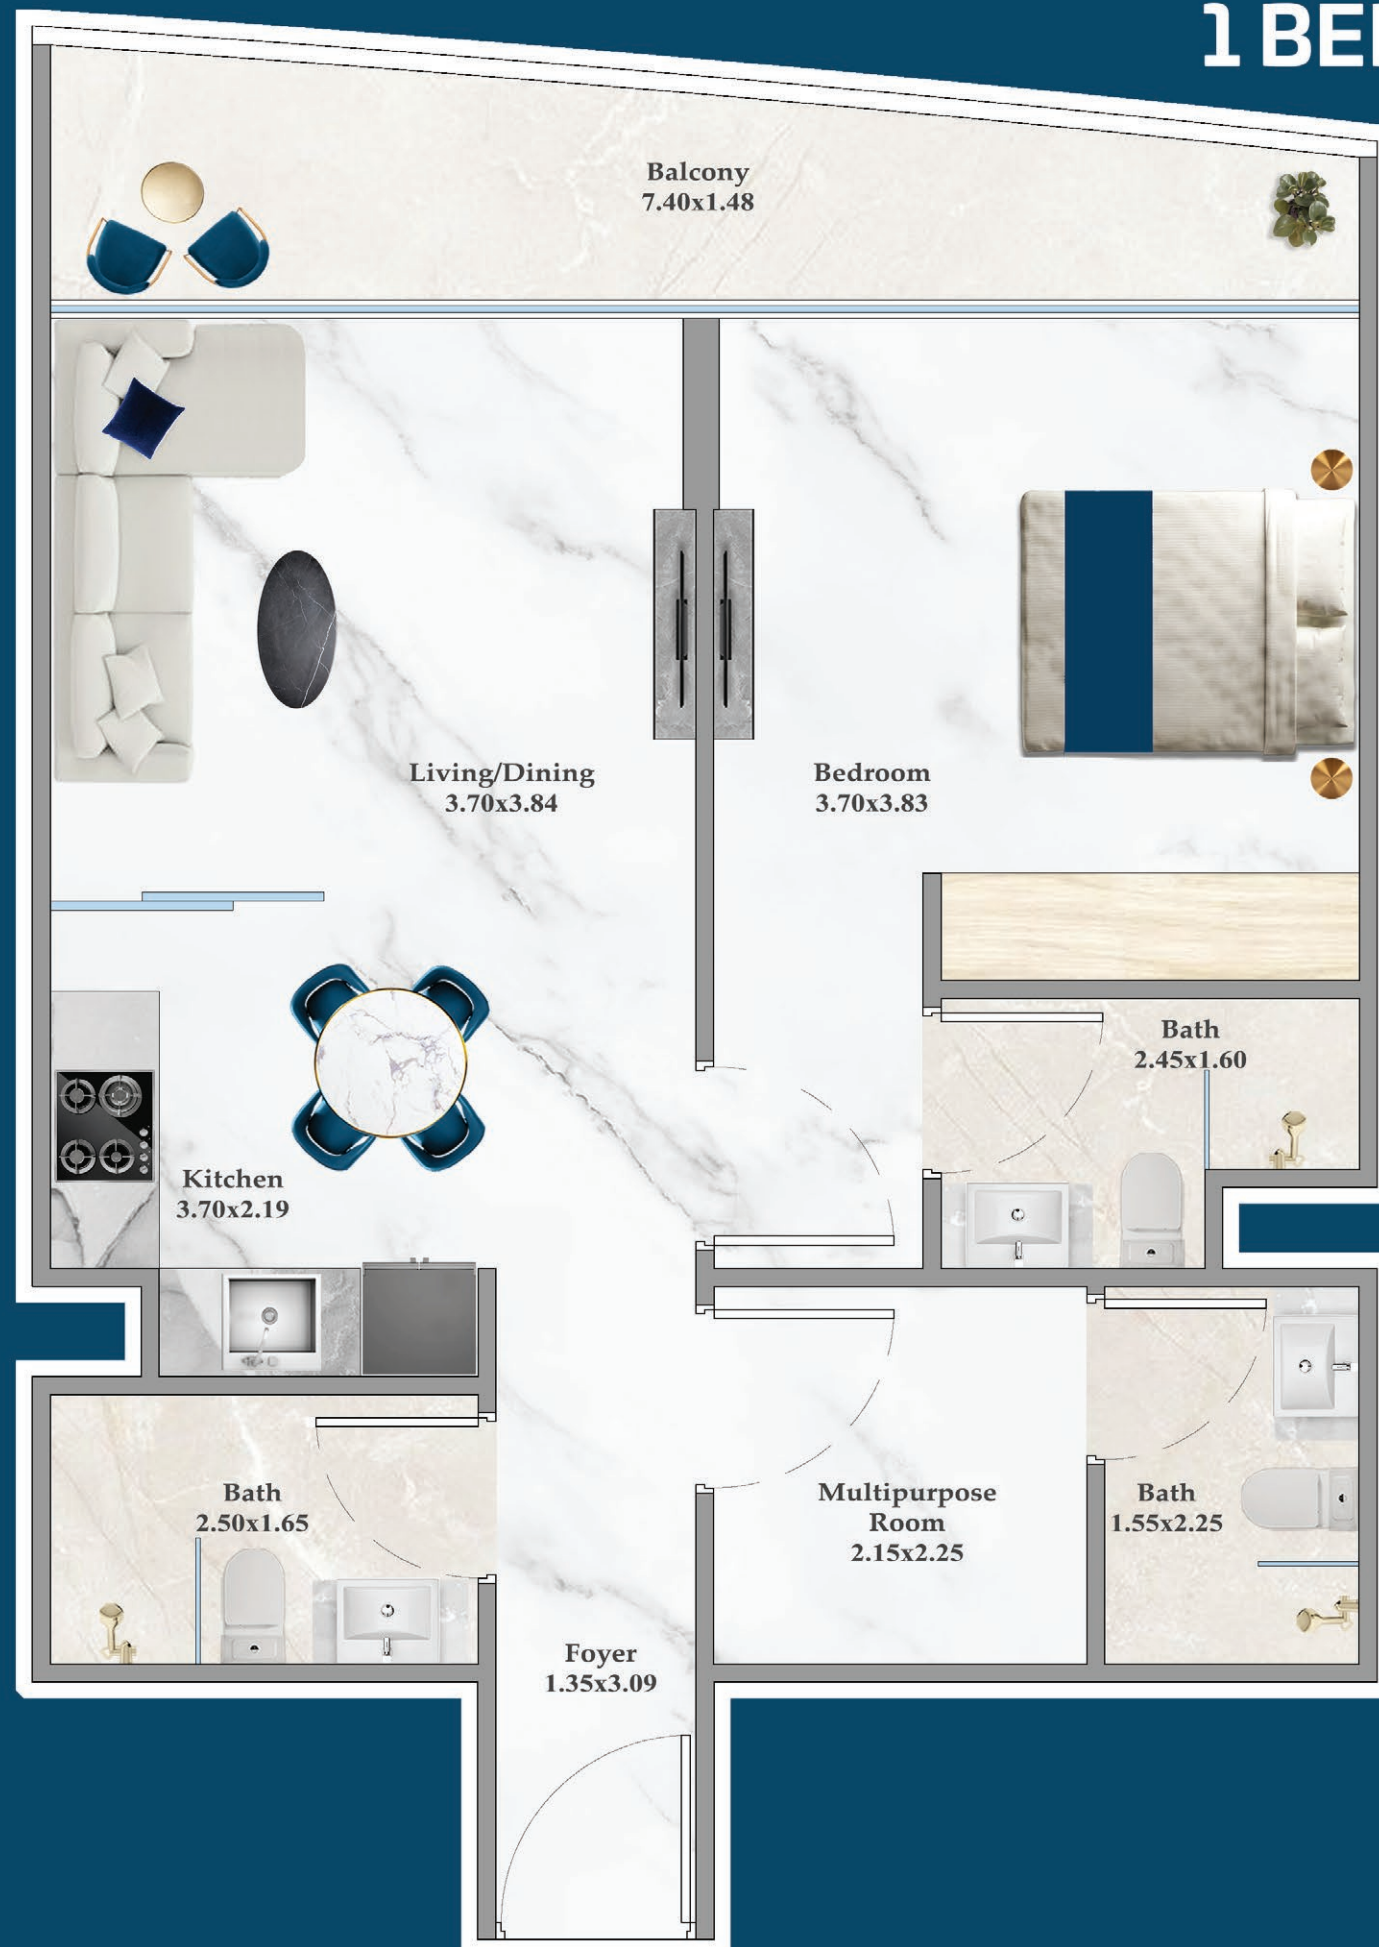 1 BE
Balcony
7.40x1.48
Living/Dining
3.70x3.84
Bedroom
3.70x3.83
Bath
2.45x1.60
Kitchen
3.70x2.19
Bath
2.50x1.65
Multipurpose
Room
2.15x2.25
Bath
1.55x2.25
Foyer
1.35x3.09